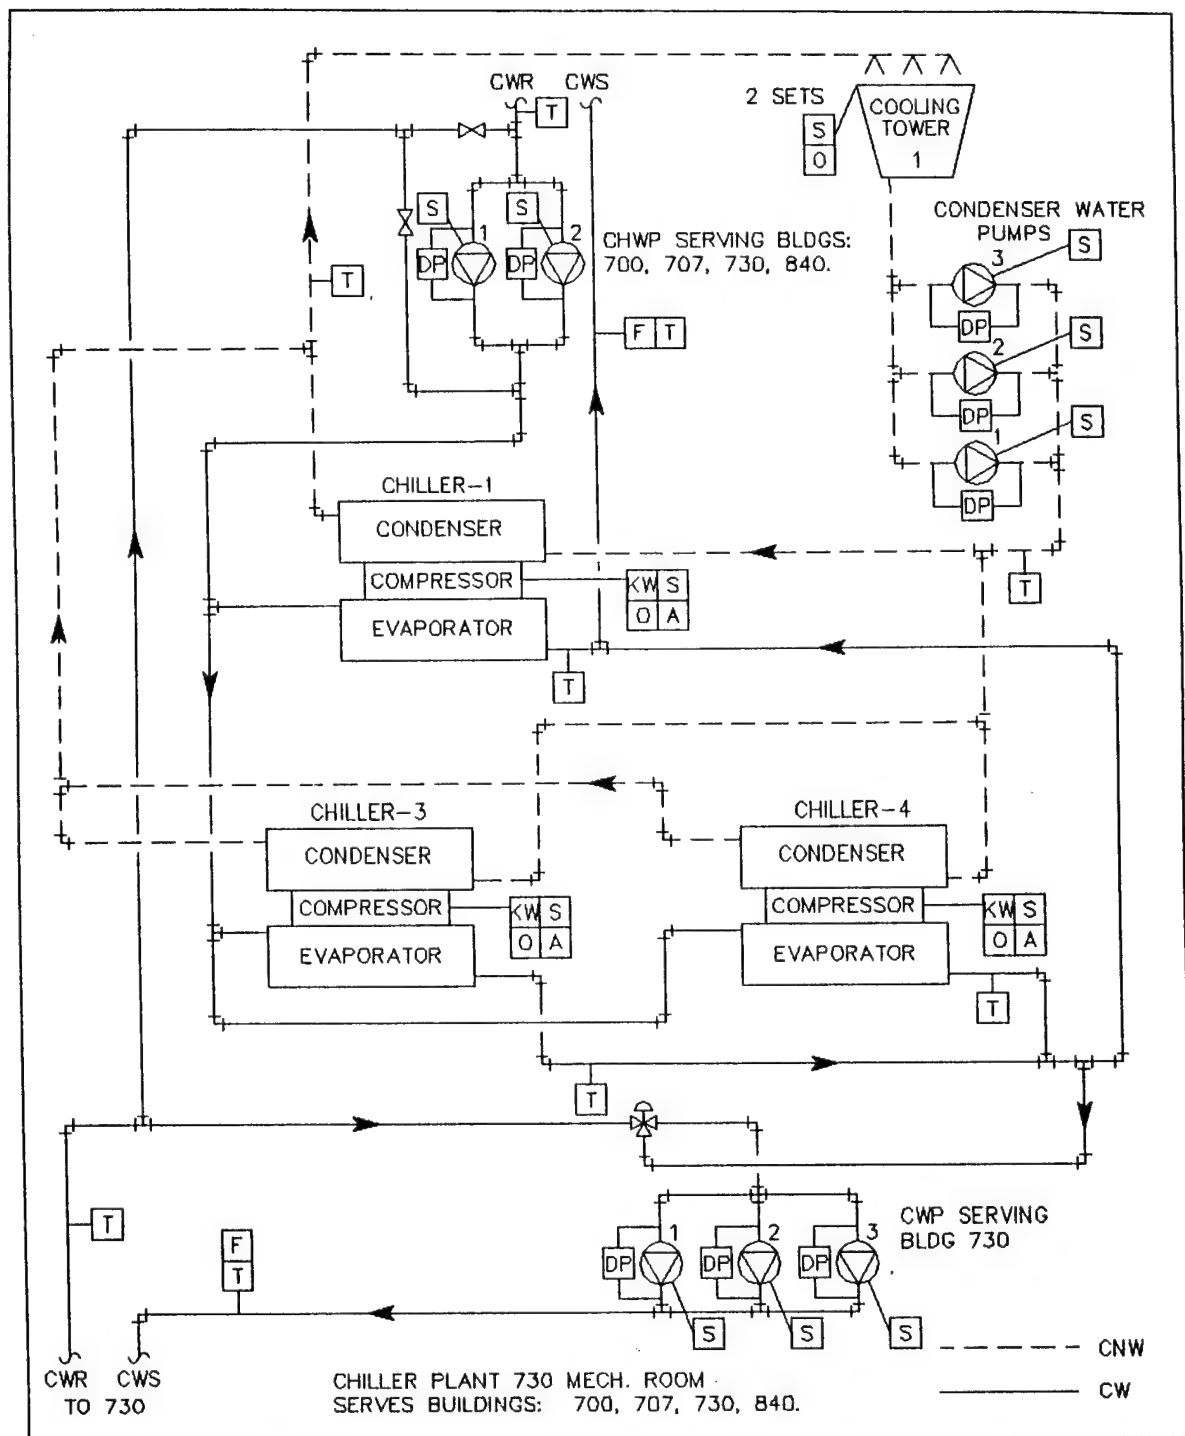 CWR CWS
T
2 SETS
S
O
COOLING
TOWER
1
CONDENSER WATER
PUMPS
S
3
DP
S
2
DP
S
1
DP
S S
1 2
DP DP
CHWP SERVING BLDGS:
700, 707, 730, 840.
T
F T
CHILLER-1
CONDENSER
COMPRESSOR
EVAPORATOR
KW S
O A
T
T
CHILLER-3
CONDENSER
COMPRESSOR
EVAPORATOR
KW S
O A
CHILLER-4
CONDENSER
COMPRESSOR
EVAPORATOR
KW S
O A
T
T
T
F
T
1 2 3
DP DP DP
S S S
CWP SERVING
BLDG 730
CWR CWS
TO 730
CHILLER PLANT 730 MECH. ROOM
SERVES BUILDINGS: 700, 707, 730, 840.
CNW
CW